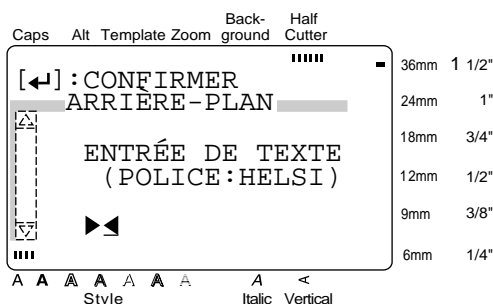 Back- Half
Caps Alt Template Zoom ground Cutter
[↵]:CONFIRMER
ARRIÈRE-PLAN
ENTRÉE DE TEXTE
(POLICE:HELSI)
36mm 1 1/2"
24mm 1"
18mm 3/4"
12mm 1/2"
9mm 3/8"
6mm 1/4"
A A A A A A A A A
Style Italic Vertical